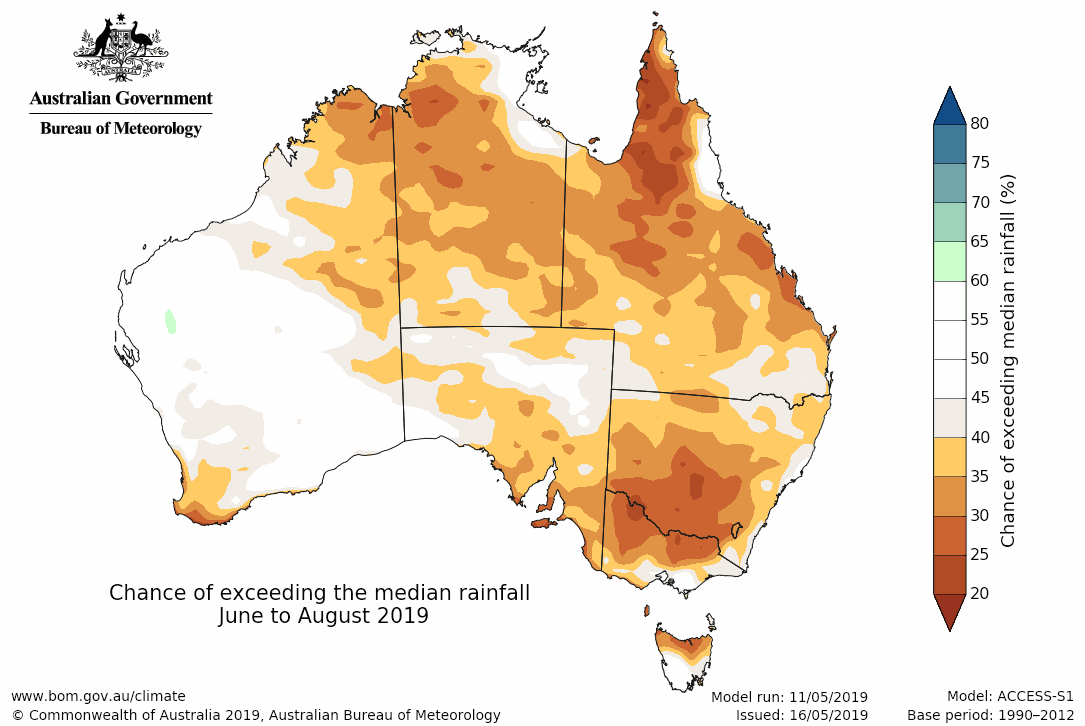 Australian Government
Bureau of Meteorology
80
75
70
65
60
55
50
45
40
35
30
25
20
Chance of exceeding median rainfall (%)
Chance of exceeding the median rainfall
June to August 2019
www.bom.gov.au/climate
© Commonwealth of Australia 2019, Australian Bureau of Meteorology
Model run: 11/05/2019
Issued: 16/05/2019
Model: ACCESS-S1
Base period: 1990–2012